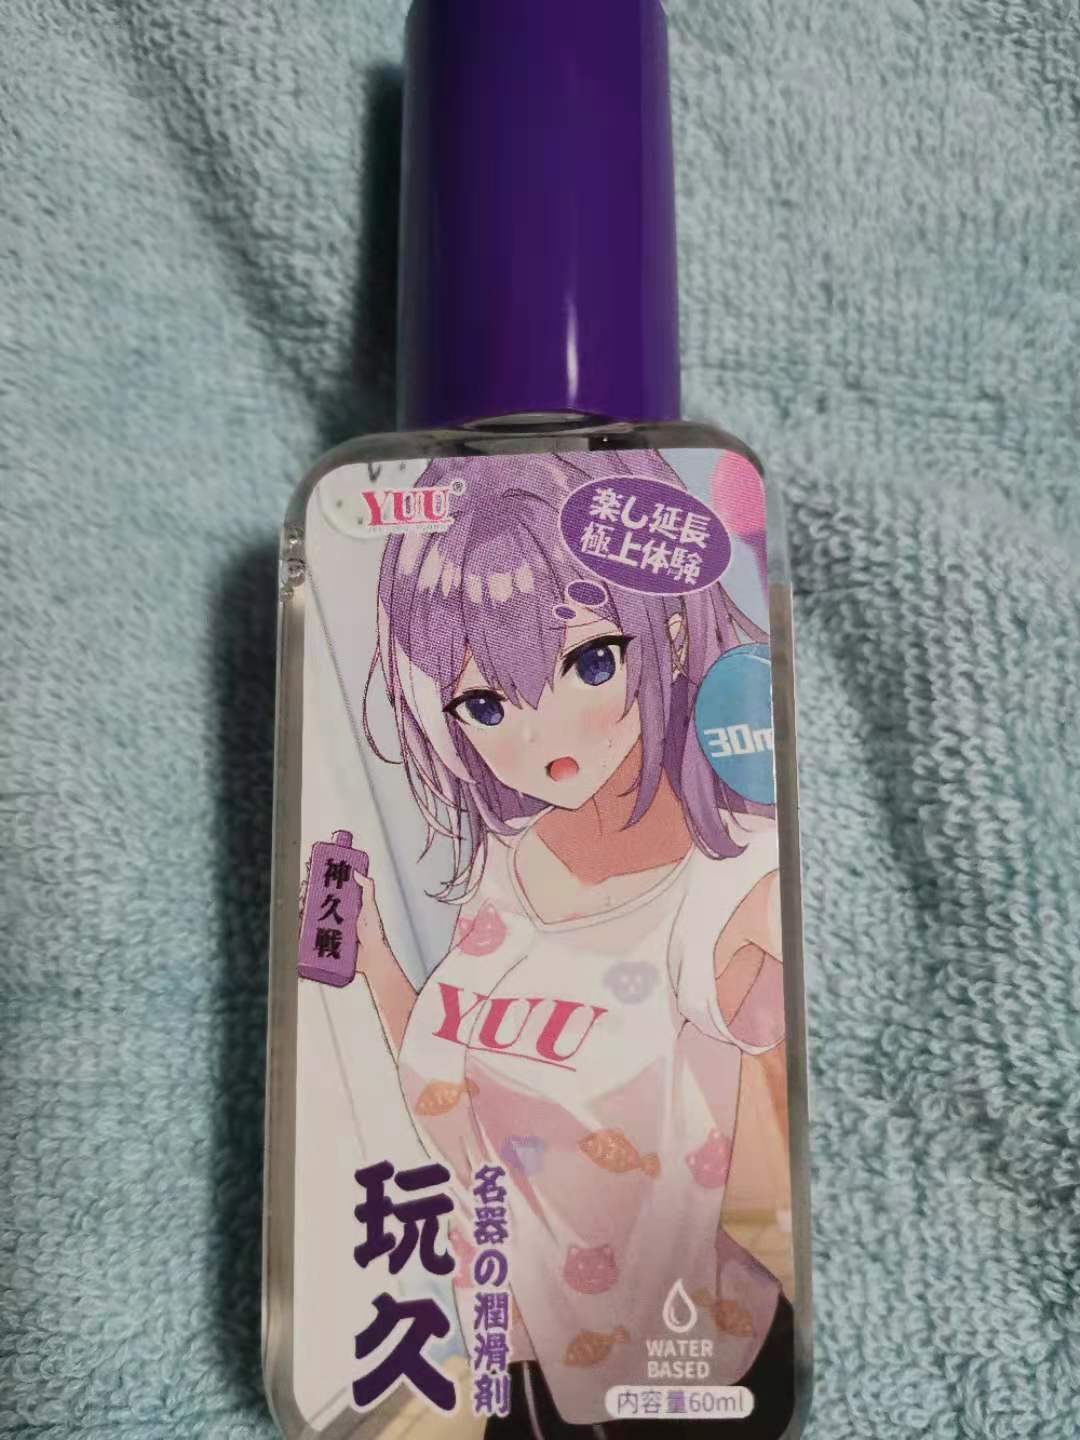 YUU®
楽し延長
極上体験
30m
神久戦
YUU
玩久
名器の潤滑剤
WATER
BASED
内容量60ml